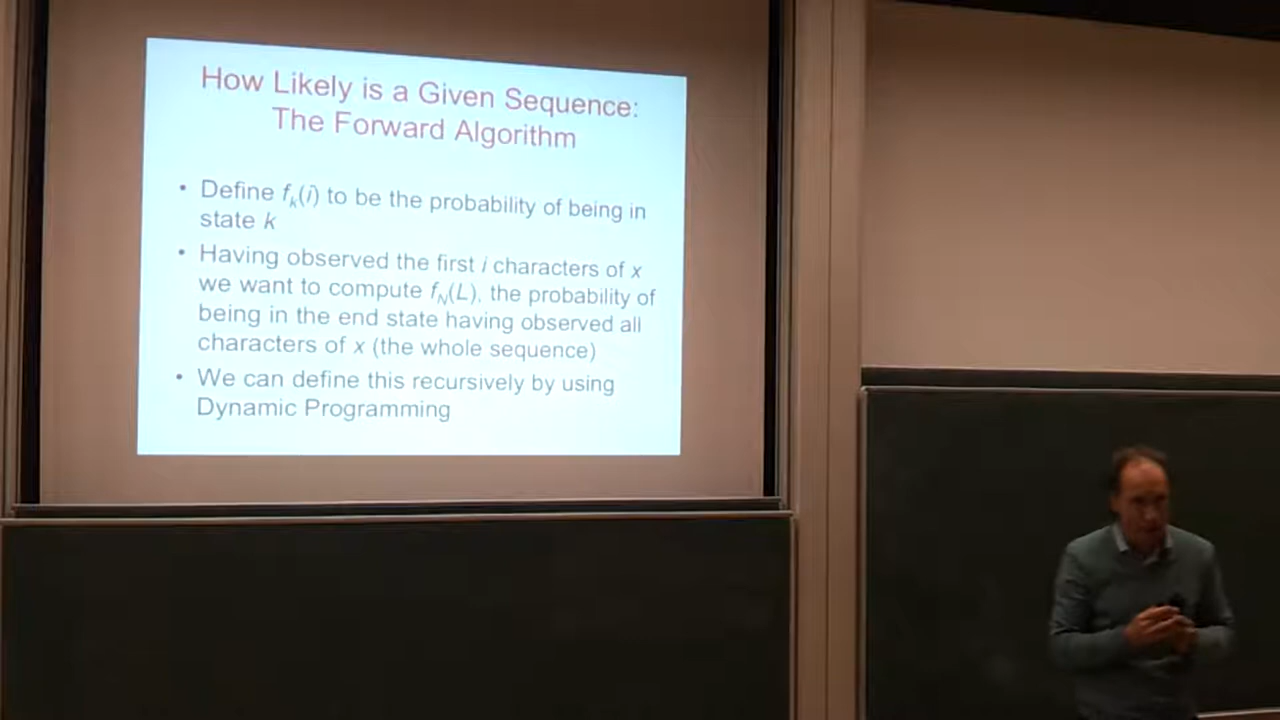 How Likely is a Given Sequence:
The Forward Algorithm
• Define fk(i) to be the probability of being in
state k
• Having observed the first i characters of x
we want to compute fN(L), the probability of
being in the end state having observed all
characters of x (the whole sequence)
• We can define this recursively by using
Dynamic Programming